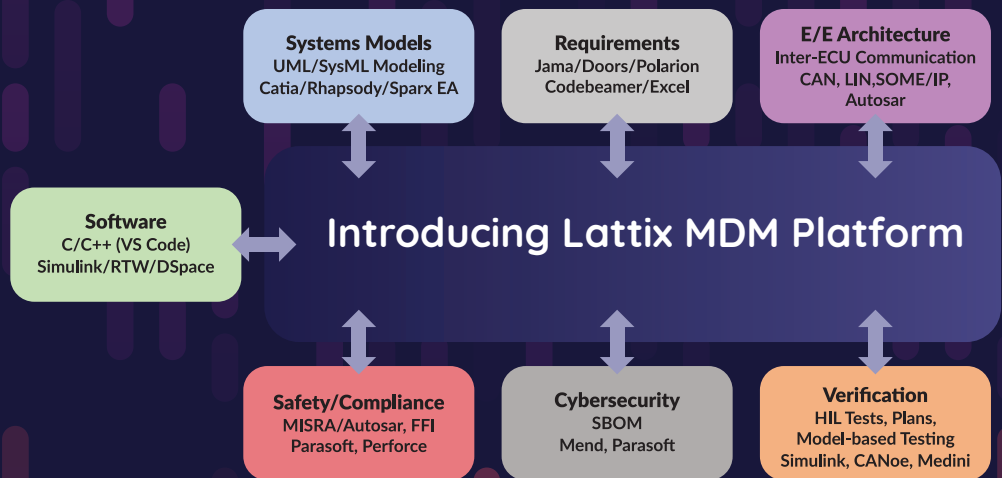 Systems Models
UML/SysML Modeling
Catia/Rhapsody/Sparx EA
Requirements
Jama/Doors/Polarion
Codebeamer/Excel
E/E Architecture
Inter-ECU Communication
CAN, LIN,SOME/IP,
Autosar
Software
C/C++ (VS Code)
Simulink/RTW/DSpace
Introducing Lattix MDM Platform
Safety/Compliance
MISRA/Autosar, FFI
Parasoft, Perforce
Cybersecurity
SBOM
Mend, Parasoft
Verification
HIL Tests, Plans,
Model-based Testing
Simulink, CANoe, Medini